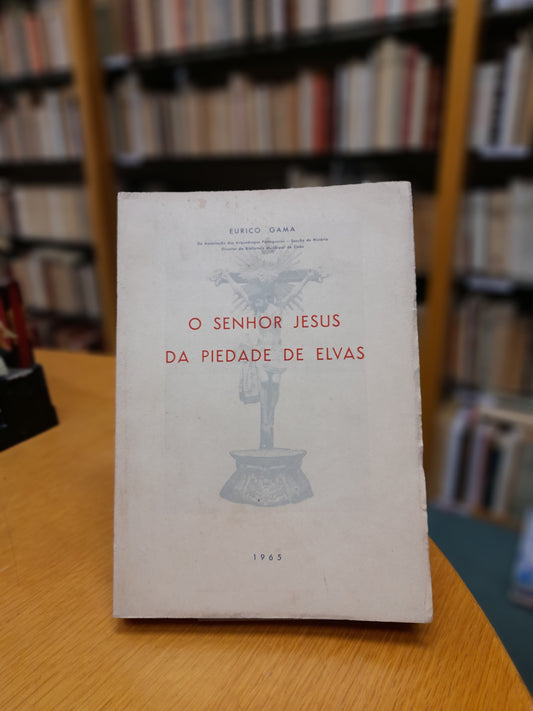 EURICO GAMA
Da Associação dos Arqueólogos Portugueses — Secção de História
Director da Biblioteca Municipal de Elvas
O SENHOR JESUS
DA PIEDADE DE ELVAS
1965